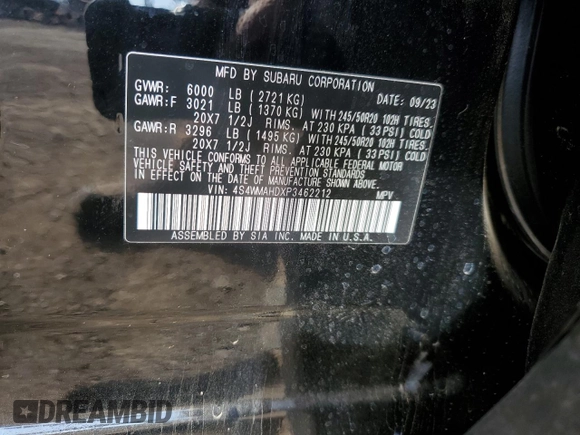 MFD BY SUBARU CORPORATION
GVWR: 6000 LB ( 2721 KG) DATE: 09/23
GAWR:F 3021 LB ( 1370 KG) WITH 245/50R20 102H TIRES,
20X7 1/2J RIMS, AT 230 KPA ( 33 PSI) COLD
GAWR:R 3296 LB ( 1495 KG) WITH 245/50R20 102H TIRES,
20X7 1/2J RIMS, AT 230 KPA ( 33 PSI) COLD
THIS VEHICLE CONFORMS TO ALL APPLICABLE FEDERAL MOTOR
VEHICLE SAFETY AND THEFT PREVENTION STANDARDS
IN EFFECT ON THE DATE OF MANUFACTURE SHOWN ABOVE.
VIN: 4S4WMAHDXP3462212 MPV
ASSEMBLED BY SIA INC. MADE IN U.S.A.
DREAMBID